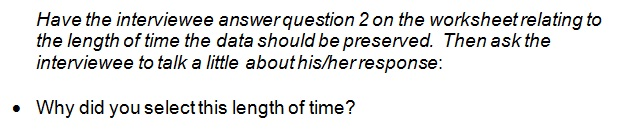 Have the interviewee answer question 2 on the worksheet relating to
the length of time the data should be preserved.  Then ask the
interviewee to talk a little about his/her response:
• Why did you select this length of time?